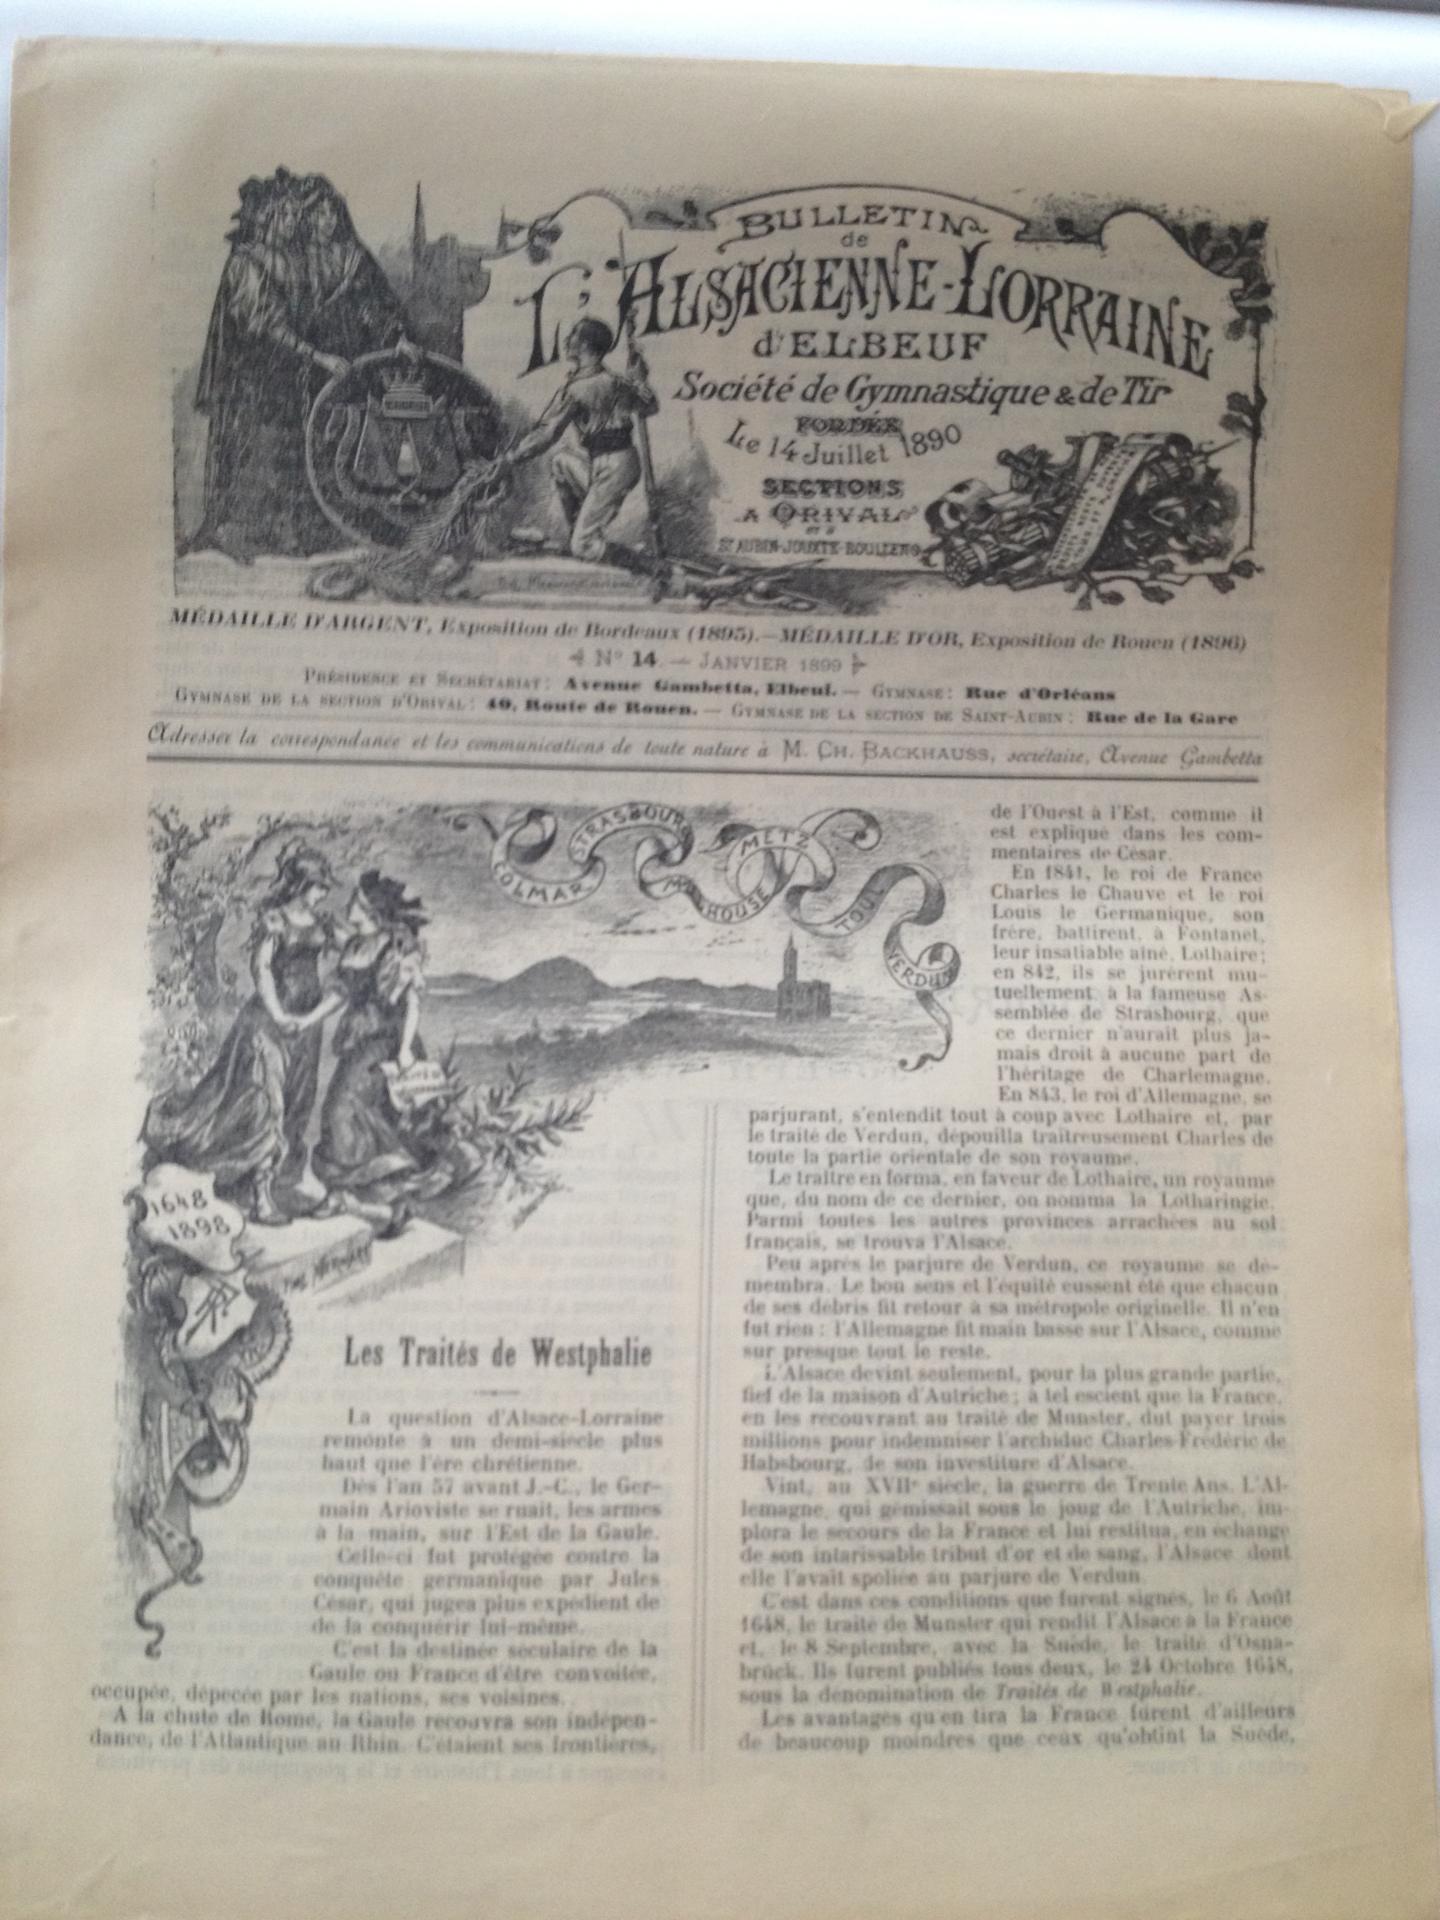 BULLETIN
de
L'ALSACIENNE-LORRAINE
d'ELBEUF
Société de Gymnastique & de Tir
FONDÉE
Le 14 Juillet 1890
SECTIONS
A ORIVAL
ET A
ST AUBIN-JOUXTE-BOULLENG
MÉDAILLE D'ARGENT, Exposition de Bordeaux (1895). — MÉDAILLE D'OR, Exposition de Rouen (1896)
N° 14. — JANVIER 1899
PRÉSIDENCE ET SECRÉTARIAT : Avenue Gambetta, Elbeuf. — GYMNASE : Rue d'Orléans
GYMNASE DE LA SECTION D'ORIVAL : 40, Route de Rouen. — GYMNASE DE LA SECTION DE SAINT-AUBIN : Rue de la Gare
Adresser la correspondance et les communications de toute nature à M. CH. BACKHAUSS, secrétaire, Avenue Gambetta
COLMAR
STRASBOURG
MULHOUSE
METZ
TOUL
VERDUN
1648
1898
Les Traités de Westphalie
La question d'Alsace-Lorraine
remonte à un demi-siècle plus
haut que l'ère chrétienne.
Dès l'an 57 avant J.-C., le Ger-
main Arioviste se ruait, les armes
à la main, sur l'Est de la Gaule.
Celle-ci fut protégée contre la
conquête germanique par Jules
César, qui jugea plus expédient de
de la conquérir lui-même.
C'est la destinée séculaire de la
Gaule ou France d'être convoitée,
occupée, dépecée par les nations, ses voisines.
A la chute de Rome, la Gaule recouvra son indépen-
dance, de l'Atlantique au Rhin. C'étaient ses frontières,
de l'Ouest à l'Est, comme il
est expliqué dans les com-
mentaires de César.
En 1841, le roi de France
Charles le Chauve et le roi
Louis le Germanique, son
frère, battirent, à Fontanet,
leur insatiable aîné, Lothaire ;
en 842, ils se jurèrent mu-
tuellement, à la fameuse As-
semblée de Strasbourg, que
ce dernier n'aurait plus ja-
mais droit à aucune part de
l'héritage de Charlemagne.
En 843, le roi d'Allemagne, se
parjurant, s'entendit tout à coup avec Lothaire et, par
le traité de Verdun, dépouilla traîtreusement Charles de
toute la partie orientale de son royaume.
Le traître en forma, en faveur de Lothaire, un royaume
que, du nom de ce dernier, on nomma la Lotharingie.
Parmi toutes les autres provinces arrachées au sol
français, se trouva l'Alsace.
Peu après le parjure de Verdun, ce royaume se dé-
membra. Le bon sens et l'équité eussent été que chacun
de ses débris fit retour à sa métropole originelle. Il n'en
fut rien : l'Allemagne fit main basse sur l'Alsace, comme
sur presque tout le reste.
L'Alsace devint seulement, pour la plus grande partie,
fief de la maison d'Autriche ; à tel escient que la France,
en les recouvrant au traité de Munster, dut payer trois
millions pour indemniser l'archiduc Charles-Frédéric de
Habsbourg, de son investiture d'Alsace.
Vint, au XVIIe siècle, la guerre de Trente Ans. L'Al-
lemagne, qui gémissait sous le joug de l'Autriche, im-
plora le secours de la France et lui restitua, en échange
de son intarissable tribut d'or et de sang, l'Alsace dont
elle l'avait spoliée au parjure de Verdun.
C'est dans ces conditions que furent signés, le 6 Août
1648, le traité de Munster qui rendit l'Alsace à la France
et, le 8 Septembre, avec la Suède, le traité d'Osna-
brück. Ils furent publiés tous deux, le 24 Octobre 1648,
sous la dénomination de Traités de Westphalie.
Les avantages qu'en tira la France furent d'ailleurs
de beaucoup moindres que ceux qu'obtint la Suède,